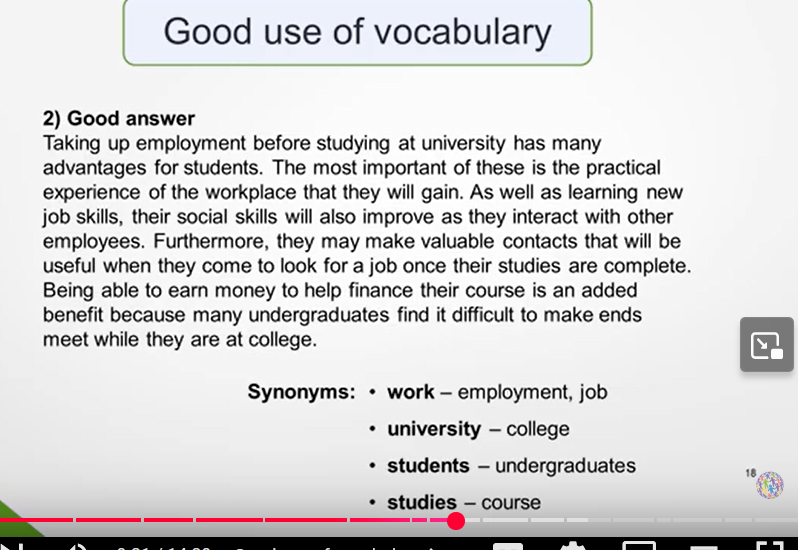 Good use of vocabulary
2) Good answer
Taking up employment before studying at university has many
advantages for students. The most important of these is the practical
experience of the workplace that they will gain. As well as learning new
job skills, their social skills will also improve as they interact with other
employees. Furthermore, they may make valuable contacts that will be
useful when they come to look for a job once their studies are complete.
Being able to earn money to help finance their course is an added
benefit because many undergraduates find it difficult to make ends
meet while they are at college.
Synonyms: • work – employment, job
• university – college
• students – undergraduates
• studies – course
18